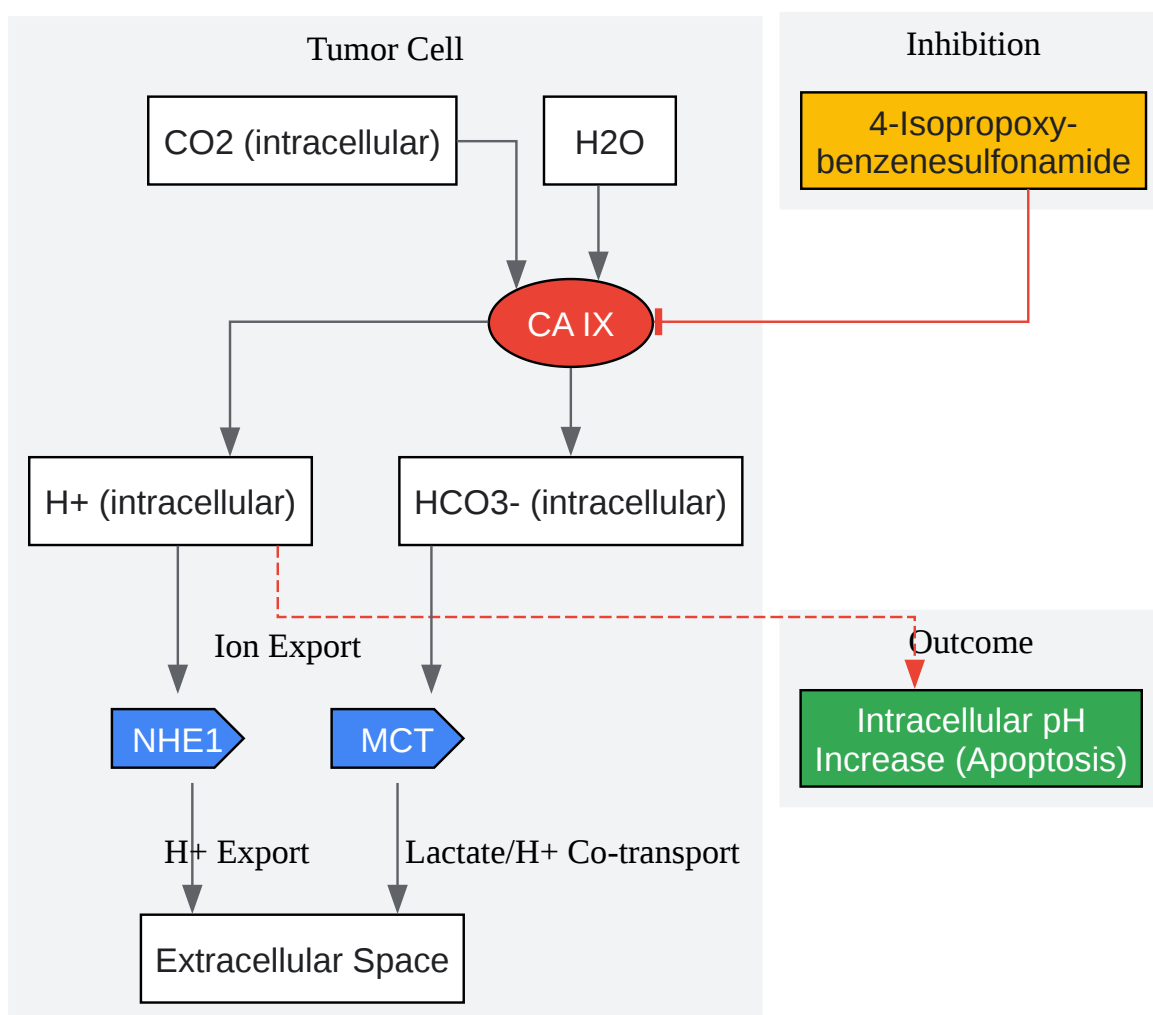 Tumor Cell
Inhibition
CO2 (intracellular)
H2O
4-Isopropoxy-
benzenesulfonamide
CA IX
H+ (intracellular)
HCO3- (intracellular)
Ion Export
Outcome
NHE1
MCT
Intracellular pH
Increase (Apoptosis)
H+ Export
Lactate/H+ Co-transport
Extracellular Space